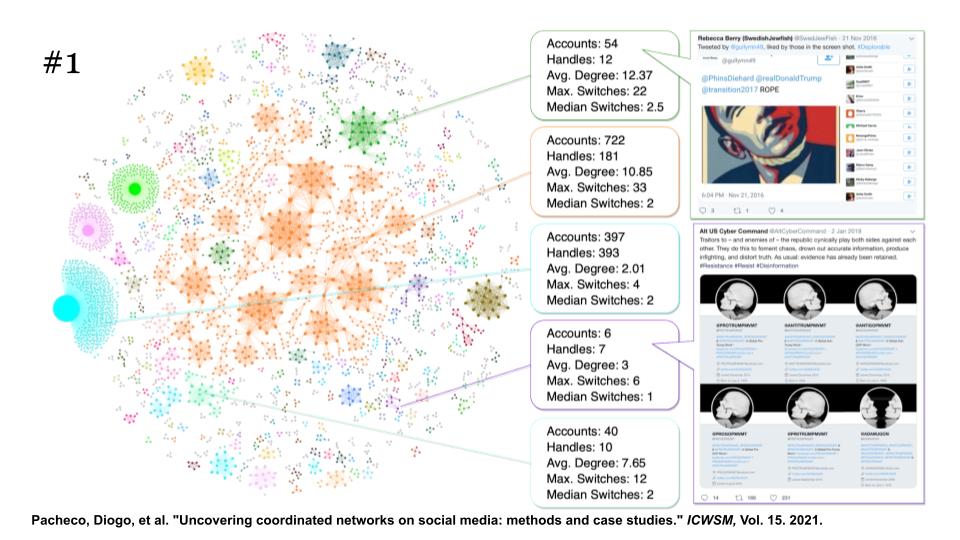 #1
Accounts: 54
Handles: 12
Avg. Degree: 12.37
Max. Switches: 22
Median Switches: 2.5
Accounts: 722
Handles: 181
Avg. Degree: 10.85
Max. Switches: 33
Median Switches: 2
Accounts: 397
Handles: 393
Avg. Degree: 2.01
Max. Switches: 4
Median Switches: 2
Accounts: 6
Handles: 7
Avg. Degree: 3
Max. Switches: 6
Median Switches: 1
Accounts: 40
Handles: 10
Avg. Degree: 7.65
Max. Switches: 12
Median Switches: 2
Rebecca Berry (SwedishJewfish) @SwedJewFish · 21 Nov 2016
Tweeted by @gullymn49, liked by those in the screen shot. #Deplorable
@gullymn49
@PhinsDiehard @realDonaldTrump
@transition2017 ROPE
6:04 PM · Nov 21, 2016
3 1 4
Alt US Cyber Command @AltCyberCommand · 2 Jan 2019
Traitors to – and enemies of – the republic cynically play both sides against each
other. They do this to foment chaos, drown out accurate information, produce
infighting, and distort truth. As usual: evidence has already been retained.
#Resistance #Resist #Disinformation
@PROTRUMPMVMT @ANTITRUMPMVMT @ANTIGOPMVMT
@PROGOPMVMT @PROTRUMPMVMT
14 188 231
Pacheco, Diogo, et al. "Uncovering coordinated networks on social media: methods and case studies." ICWSM, Vol. 15. 2021.